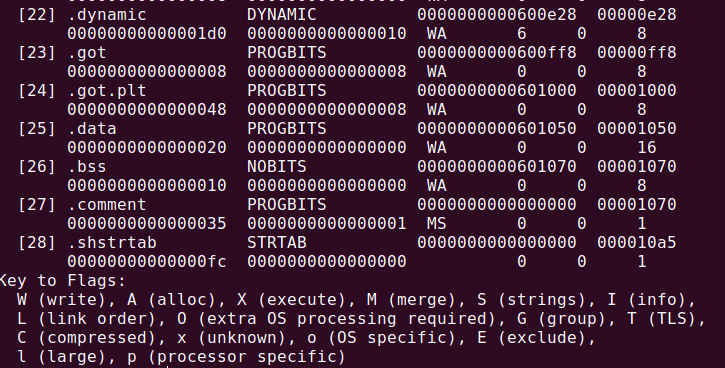 [22] .dynamic DYNAMIC 0000000000600e28 00000e28
00000000000001d0 0000000000000010 WA 6 0 8
[23] .got PROGBITS 0000000000600ff8 00000ff8
0000000000000008 0000000000000008 WA 0 0 8
[24] .got.plt PROGBITS 0000000000601000 00001000
0000000000000048 0000000000000008 WA 0 0 8
[25] .data PROGBITS 0000000000601050 00001050
0000000000000020 0000000000000000 WA 0 0 16
[26] .bss NOBITS 0000000000601070 00001070
0000000000000010 0000000000000000 WA 0 0 8
[27] .comment PROGBITS 0000000000000000 00001070
0000000000000035 0000000000000001 MS 0 0 1
[28] .shstrtab STRTAB 0000000000000000 000010a5
00000000000000fc 0000000000000000 0 0 1
Key to Flags:
W (write), A (alloc), X (execute), M (merge), S (strings), I (info),
L (link order), O (extra OS processing required), G (group), T (TLS),
C (compressed), x (unknown), o (OS specific), E (exclude),
l (large), p (processor specific)